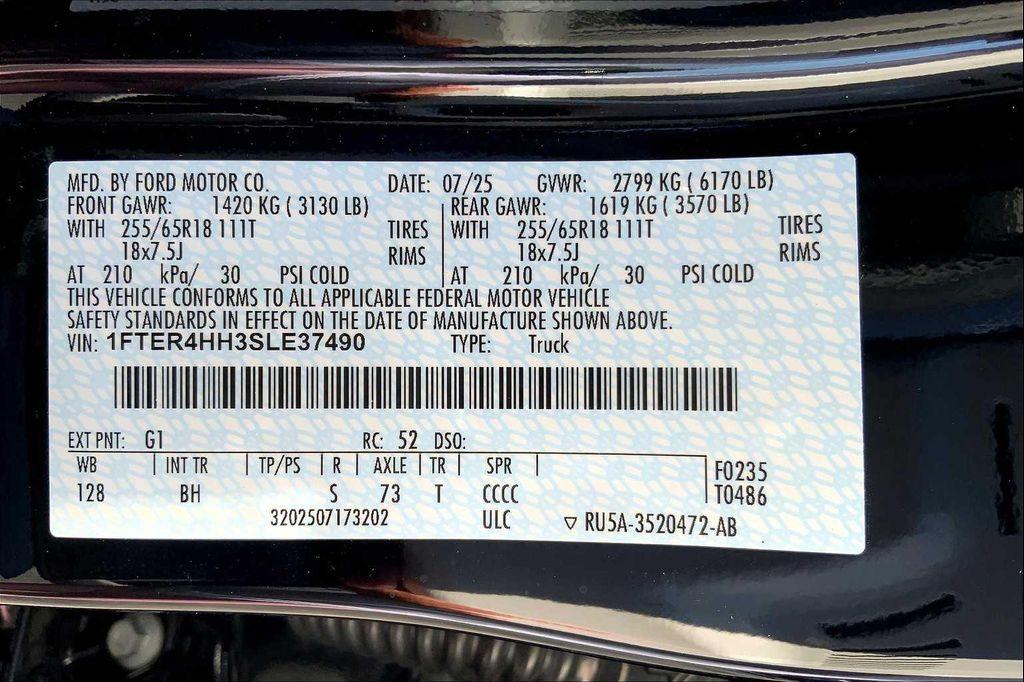 MFD. BY FORD MOTOR CO. DATE: 07/25 GVWR: 2799 KG ( 6170 LB)
FRONT GAWR: 1420 KG ( 3130 LB) REAR GAWR: 1619 KG ( 3570 LB)
WITH 255/65R18 111T TIRES WITH 255/65R18 111T TIRES
18x7.5J RIMS 18x7.5J RIMS
AT 210 kPa/ 30 PSI COLD AT 210 kPa/ 30 PSI COLD
THIS VEHICLE CONFORMS TO ALL APPLICABLE FEDERAL MOTOR VEHICLE
SAFETY STANDARDS IN EFFECT ON THE DATE OF MANUFACTURE SHOWN ABOVE.
VIN: 1FTER4HH3SLE37490 TYPE: Truck
EXT PNT: G1 RC: 52 DSO:
WB INT TR TP/PS R AXLE TR SPR F0235
128 BH S 73 T CCCC T0486
3202507173202 ULC ▽ RU5A-3520472-AB